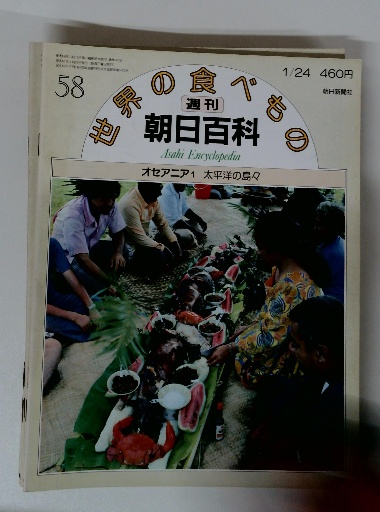 58
1/24 460円
朝日新聞社
世界の食べもの
週刊
朝日百科
Asahi Encyclopedia
オセアニア1 太平洋の島々